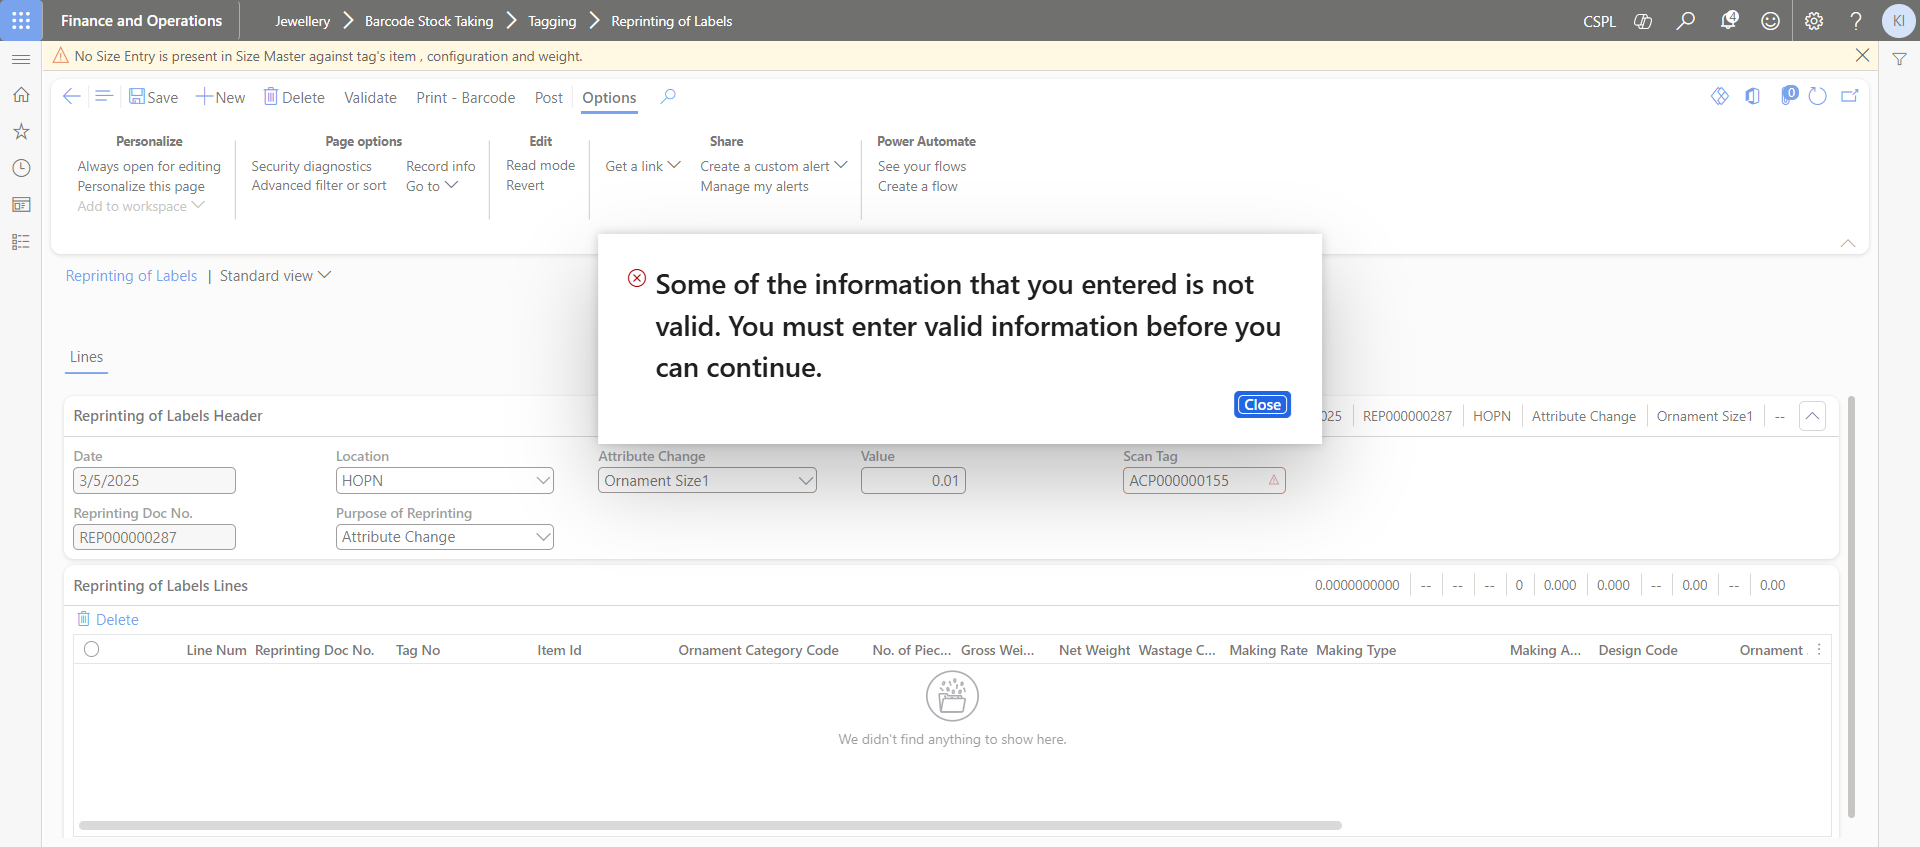 Finance and Operations
Jewellery
Barcode Stock Taking
Tagging
Reprinting of Labels
CSPL
4
KI
No Size Entry is present in Size Master against tag's item , configuration and weight.
Save
New
Delete
Validate
Print - Barcode
Post
Options
0
Personalize
Always open for editing
Personalize this page
Add to workspace
Page options
Security diagnostics
Advanced filter or sort
Record info
Go to
Edit
Read mode
Revert
Share
Get a link
Create a custom alert
Manage my alerts
Power Automate
See your flows
Create a flow
Reprinting of Labels | Standard view
Some of the information that you entered is not
valid. You must enter valid information before you
can continue.
Close
Lines
Reprinting of Labels Header
025
REP000000287
HOPN
Attribute Change
Ornament Size1
--
Date
3/5/2025
Location
HOPN
Attribute Change
Ornament Size1
Value
0.01
Scan Tag
ACP000000155
Reprinting Doc No.
REP000000287
Purpose of Reprinting
Attribute Change
Reprinting of Labels Lines
0.0000000000
--
--
--
0
0.000
0.000
--
0.00
--
0.00
Delete
Line Num
Reprinting Doc No.
Tag No
Item Id
Ornament Category Code
No. of Piec...
Gross Wei...
Net Weight
Wastage C...
Making Rate
Making Type
Making A...
Design Code
Ornament
We didn't find anything to show here.